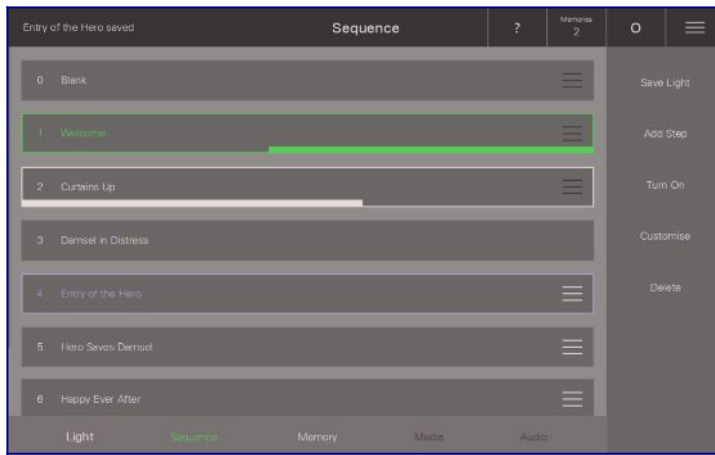 Entry of the Hero saved
Sequence
?
Memories
2
O
0 Blank
1 Welcome
2 Curtains Up
3 Damsel in Distress
4 Entry of the Hero
5 Hero Saves Damsel
6 Happy Ever After
Save Light
Add Step
Turn On
Customise
Delete
Light Sequence Memory Media Audio